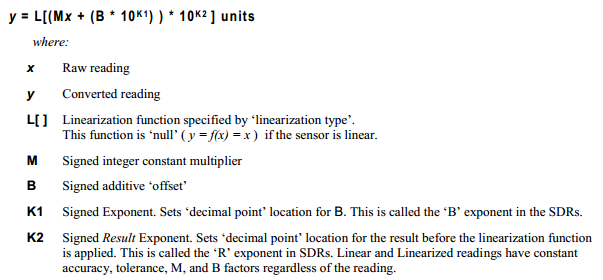 y = L[(Mx + (B * 10ᴷ¹) ) * 10ᴷ² ] units
where:
x Raw reading
y Converted reading
L[ ] Linearization function specified by ‘linearization type’.
This function is ‘null’ ( y = f(x) = x ) if the sensor is linear.
M Signed integer constant multiplier
B Signed additive ‘offset’
K1 Signed Exponent. Sets ‘decimal point’ location for B. This is called the ‘B’ exponent in the SDRs.
K2 Signed Result Exponent. Sets ‘decimal point’ location for the result before the linearization function
is applied. This is called the ‘R’ exponent in SDRs. Linear and Linearized readings have constant
accuracy, tolerance, M, and B factors regardless of the reading.